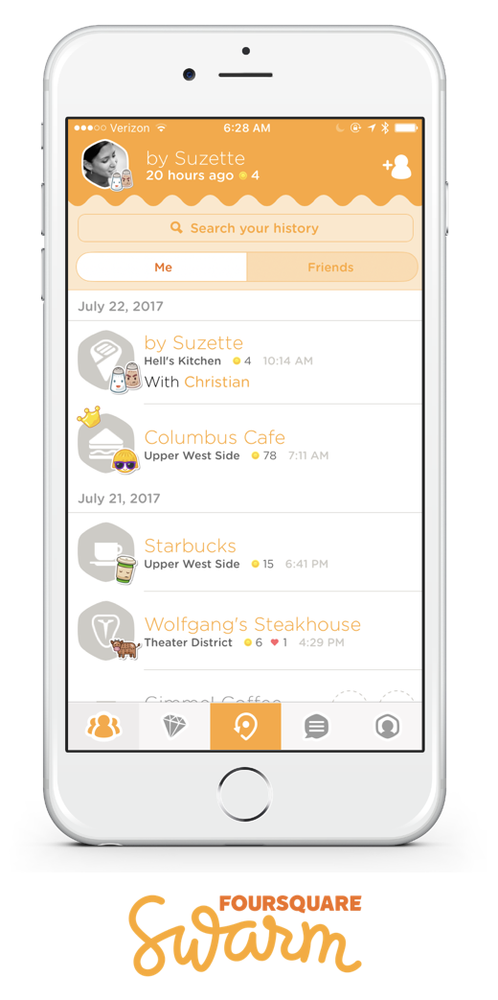 Verizon 6:28 AM
by Suzette
20 hours ago 4
Search your history
Me Friends
July 22, 2017
by Suzette
Hell's Kitchen 4 10:14 AM
With Christian
Columbus Cafe
Upper West Side 78 7:11 AM
July 21, 2017
Starbucks
Upper West Side 15 6:41 PM
Wolfgang's Steakhouse
Theater District 6 1 4:29 PM
Gimmel Coffee
FOURSQUARE
Swarm